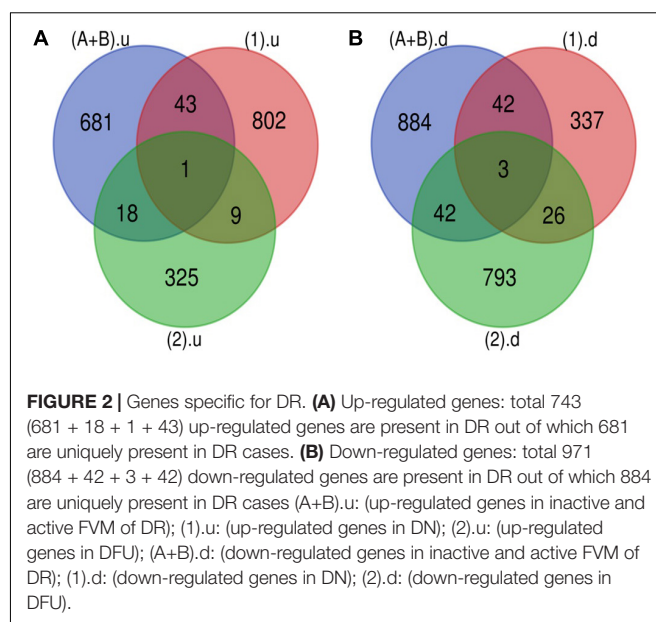 A
(A+B).u
(1).u
681
43
802
1
18
9
325
(2).u
B
(A+B).d
(1).d
884
42
337
3
42
26
793
(2).d
FIGURE 2 | Genes specific for DR. (A) Up-regulated genes: total 743
(681 + 18 + 1 + 43) up-regulated genes are present in DR out of which 681
are uniquely present in DR cases. (B) Down-regulated genes: total 971
(884 + 42 + 3 + 42) down-regulated genes are present in DR out of which 884
are uniquely present in DR cases (A+B).u: (up-regulated genes in inactive and
active FVM of DR); (1).u: (up-regulated genes in DN); (2).u: (up-regulated
genes in DFU); (A+B).d: (down-regulated genes in inactive and active FVM of
DR); (1).d: (down-regulated genes in DN); (2).d: (down-regulated genes in
DFU).